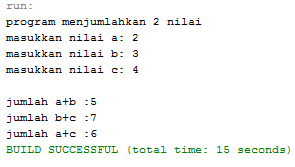 run:
program menjumlahkan 2 nilai
masukkan nilai a: 2
masukkan nilai b: 3
masukkan nilai c: 4
jumlah a+b :5
jumlah b+c :7
jumlah a+c :6
BUILD SUCCESSFUL (total time: 15 seconds)